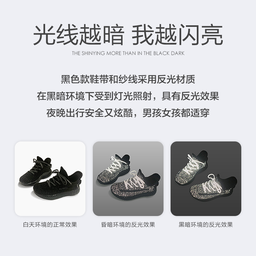 光线越暗 我越闪亮
THE SHINYING MORE THAN IN THE BLACK DARK
黑色款鞋带和纱线采用反光材质
在黑暗环境下受到灯光照射，具有反光效果
夜晚出行安全又炫酷，男孩女孩都适穿
白天环境的正常效果
昏暗环境的反光效果
黑暗环境的反光效果